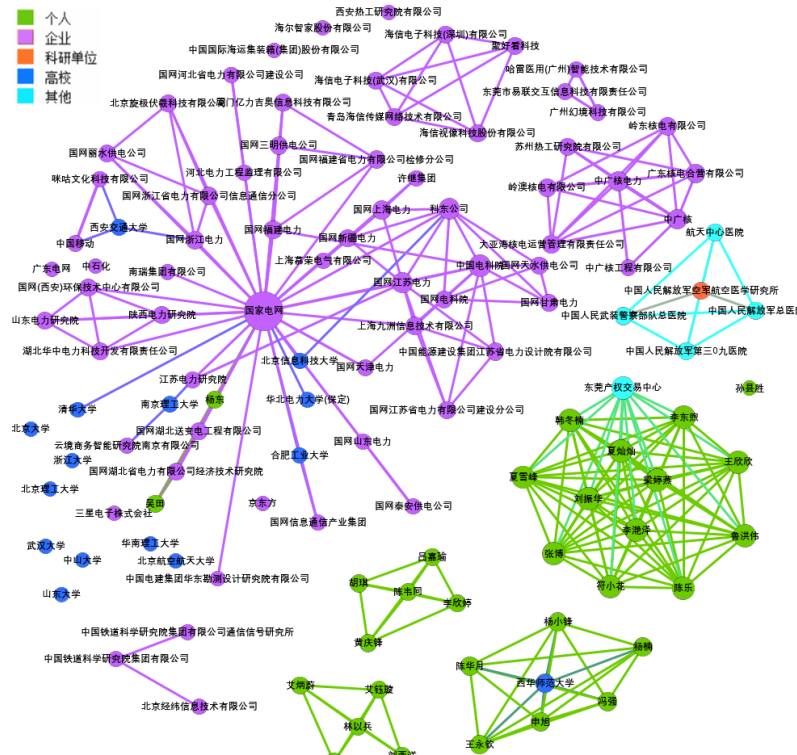 个人
企业
科研单位
高校
其他
西安热工研究院有限公司
海尔智家股份有限公司
中国国际海运集装箱(集团)股份有限公司
国网河北省电力有限公司建设公司
北京旋极伏羲科技有限公司
厦门亿力吉奥信息科技有限公司
海信电子科技(深圳)有限公司
聚好看科技
海信电子科技(武汉)有限公司
青岛海信传媒网络技术有限公司
海信视像科技股份有限公司
哈雷医用(广州)智能技术有限公司
东莞市易联交互信息科技有限责任公司
广州幻境科技有限公司
国网三明供电公司
国网丽水供电公司
国网福建省电力有限公司检修分公司
咪咕文化科技有限公司
河北电力工程监理有限公司
国网浙江省电力有限公司信息通信分公司
许继集团
国网上海电力
科东公司
西安交通大学
国网福建电力
国网新疆电力
中国移动
国网浙江电力
上海慕荣电气有限公司
岭东核电有限公司
苏州热工研究院有限公司
中广核电力
广东核电合营有限公司
岭澳核电有限公司
中广核
大亚湾核电运营管理有限责任公司
中广核工程有限公司
航天中心医院
中国人民解放军空军航空医学研究所
中国人民武装警察部队总医院
中国人民解放军总医院
中国人民解放军第三0九医院
广东电网
中石化
南瑞集团有限公司
国网(西安)环保技术中心有限公司
国家电网
中国电科院
国网天水供电公司
国网江苏电力
国网电科院
国网甘肃电力
山东电力研究院
陕西电力研究院
上海九洲信息技术有限公司
湖北华中电力科技开发有限责任公司
中国能源建设集团江苏省电力设计院有限公司
北京信息科技大学
国网天津电力
江苏电力研究院
杨东
南京理工大学
华北电力大学(保定)
国网江苏省电力有限公司建设分公司
清华大学
北京大学
国网湖北送变电工程有限公司
云境商务智能研究院南京有限公司
国网山东电力
浙江大学
合肥工业大学
国网湖北省电力有限公司经济技术研究院
北京理工大学
吴田
京东方
国网泰安供电公司
三星电子株式会社
国网信息通信产业集团
武汉大学
华南理工大学
中山大学
北京航空航天大学
中国电建集团华东勘测设计研究院有限公司
山东大学
东莞产权交易中心
孙县胜
韩冬楠
李东煦
夏灿灿
王欣欣
夏雪峰
梁婷燕
刘振华
李滟泽
鲁洪伟
张博
符小花
陈乐
吕嘉瑜
胡琪
陈韦囘
李欣婷
黄庆铎
中国铁道科学研究院集团有限公司通信信号研究所
中国铁道科学研究院集团有限公司
北京经纬信息技术有限公司
艾炳蔚
艾钰璇
林以兵
杨小锋
杨楠
陈华月
西华师范大学
冯强
申旭
王永钦